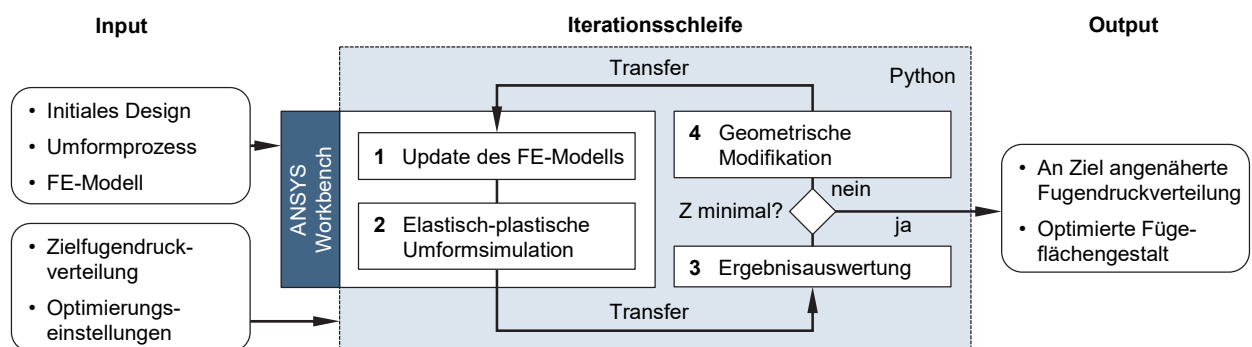 Input
Iterationsschleife
Output
• Initiales Design
• Umformprozess
• FE-Modell
• Zielfugendruck-
verteilung
• Optimierungs-
einstellungen
ANSYS
Workbench
Transfer
Python
1 Update des FE-Modells
2 Elastisch-plastische
Umformsimulation
4 Geometrische
Modifikation
nein
Z minimal?
ja
3 Ergebnisauswertung
Transfer
• An Ziel angenäherte
Fugendruckverteilung
• Optimierte Füge-
flächengestalt